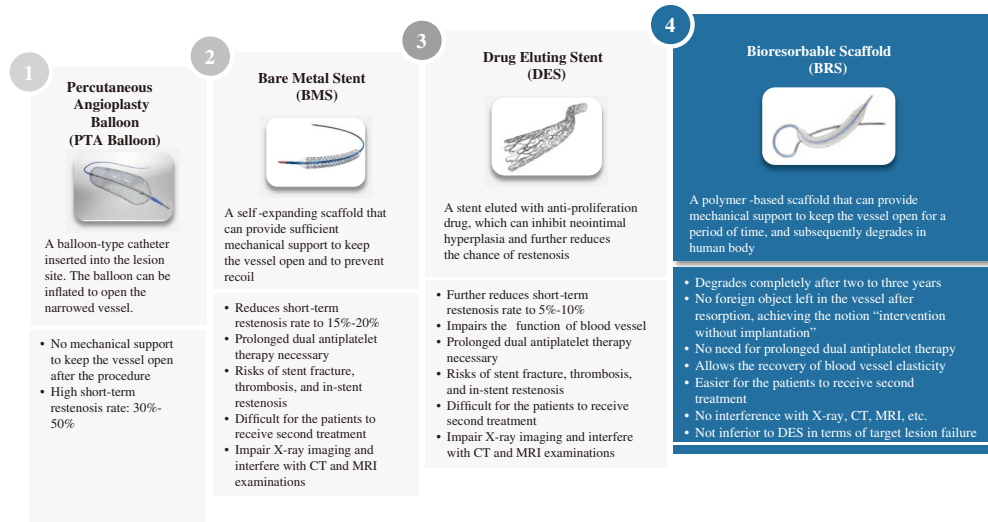 1
Percutaneous
Angioplasty
Balloon
(PTA Balloon)
A balloon-type catheter
inserted into the lesion
site. The balloon can be
inflated to open the
narrowed vessel.
• No mechanical support
to keep the vessel open
after the procedure
• High short-term
restenosis rate: 30%-
50%
2
Bare Metal Stent
(BMS)
A self-expanding scaffold that
can provide sufficient
mechanical support to keep
the vessel open and to prevent
recoil
• Reduces short-term
restenosis rate to 15%-20%
• Prolonged dual antiplatelet
therapy necessary
• Risks of stent fracture,
thrombosis, and in-stent
restenosis
• Difficult for the patients to
receive second treatment
• Impair X-ray imaging and
interfere with CT and MRI
examinations
3
Drug Eluting Stent
(DES)
A stent eluted with anti-proliferation
drug, which can inhibit neointimal
hyperplasia and further reduces
the chance of restenosis
• Further reduces short-term
restenosis rate to 5%-10%
• Impairs the function of blood vessel
• Prolonged dual antiplatelet therapy
necessary
• Risks of stent fracture, thrombosis,
and in-stent restenosis
• Difficult for the patients to receive
second treatment
• Impair X-ray imaging and interfere
with CT and MRI examinations
4
Bioresorbable Scaffold
(BRS)
A polymer -based scaffold that can provide
mechanical support to keep the vessel open for a
period of time, and subsequently degrades in
human body
• Degrades completely after two to three years
• No foreign object left in the vessel after
resorption, achieving the notion “intervention
without implantation”
• No need for prolonged dual antiplatelet therapy
• Allows the recovery of blood vessel elasticity
• Easier for the patients to receive second
treatment
• No interference with X-ray, CT, MRI, etc.
• Not inferior to DES in terms of target lesion failure